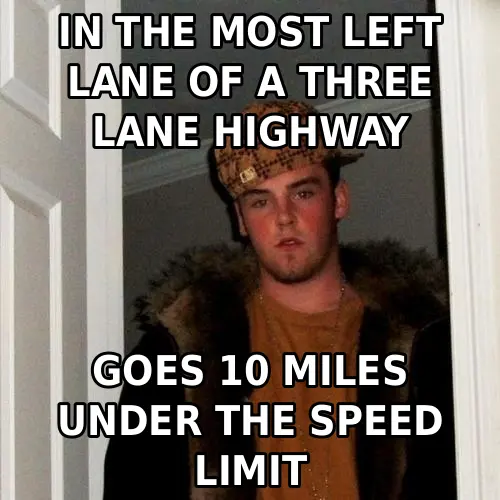 IN THE MOST LEFT
LANE OF A THREE
LANE HIGHWAY
GOES 10 MILES
UNDER THE SPEED
LIMIT